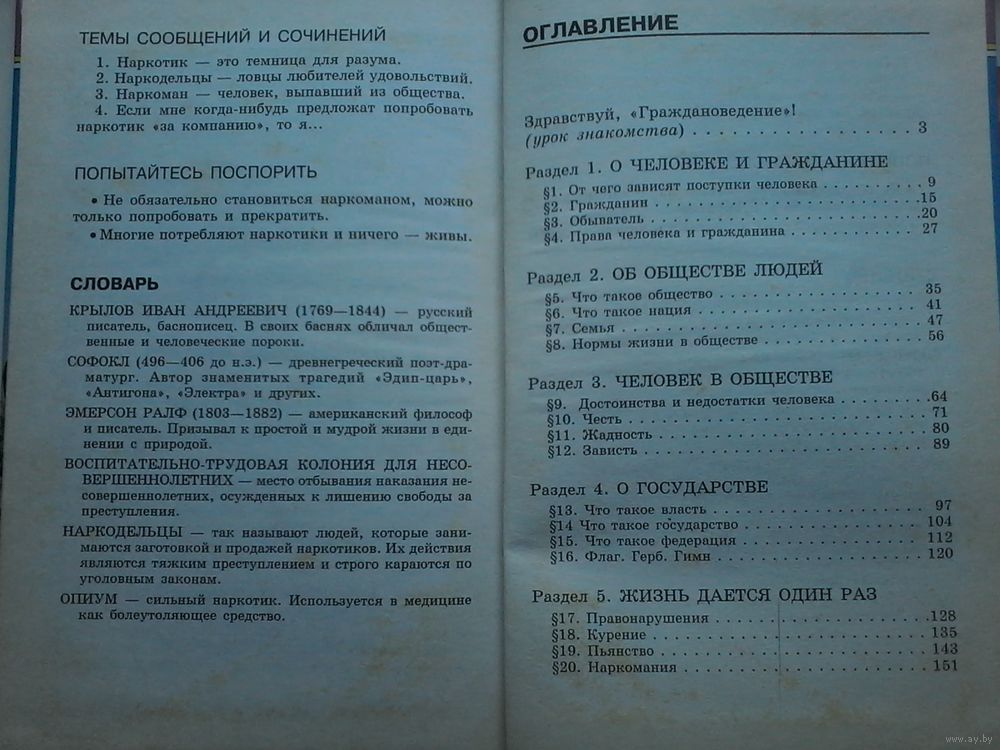 ТЕМЫ СООБЩЕНИЙ И СОЧИНЕНИЙ
1. Наркотик — это темница для разума.
2. Наркодельцы — ловцы любителей удовольствий.
3. Наркоман — человек, выпавший из общества.
4. Если мне когда-нибудь предложат попробовать
наркотик «за компанию», то я...
ПОПЫТАЙТЕСЬ ПОСПОРИТЬ
• Не обязательно становиться наркоманом, можно
только попробовать и прекратить.
• Многие потребляют наркотики и ничего — живы.
СЛОВАРЬ
КРЫЛОВ ИВАН АНДРЕЕВИЧ (1769—1844) — русский
писатель, баснописец. В своих баснях обличал общест-
венные и человеческие пороки.
СОФОКЛ (496—406 до н.э.) — древнегреческий поэт-дра-
матург. Автор знаменитых трагедий «Эдип-царь»,
«Антигона», «Электра» и других.
ЭМЕРСОН РАЛФ (1803—1882) — американский философ
и писатель. Призывал к простой и мудрой жизни в еди-
нении с природой.
ВОСПИТАТЕЛЬНО-ТРУДОВАЯ КОЛОНИЯ ДЛЯ НЕСО-
ВЕРШЕННОЛЕТНИХ — место отбывания наказания не-
совершеннолетних, осужденных к лишению свободы за
преступления.
НАРКОДЕЛЬЦЫ — так называют людей, которые зани-
маются заготовкой и продажей наркотиков. Их действия
являются тяжким преступлением и строго караются по
уголовным законам.
ОПИУМ — сильный наркотик. Используется в медицине
как болеутоляющее средство.
ОГЛАВЛЕНИЕ
Здравствуй, «Граждановедение»!
(урок знакомства) . . . . . . . . . . . . . . . . 3
Раздел 1. О ЧЕЛОВЕКЕ И ГРАЖДАНИНЕ
§1. От чего зависят поступки человека . . . . . . . . . . 9
§2. Гражданин . . . . . . . . . . . . . . . . . . . . . . 15
§3. Обыватель . . . . . . . . . . . . . . . . . . . . . . 20
§4. Права человека и гражданина . . . . . . . . . . . . 27
Раздел 2. ОБ ОБЩЕСТВЕ ЛЮДЕЙ
§5. Что такое общество . . . . . . . . . . . . . . . . . 35
§6. Что такое нация . . . . . . . . . . . . . . . . . . . 41
§7. Семья . . . . . . . . . . . . . . . . . . . . . . . . 47
§8. Нормы жизни в обществе . . . . . . . . . . . . . . 56
Раздел 3. ЧЕЛОВЕК В ОБЩЕСТВЕ
§9. Достоинства и недостатки человека . . . . . . . . . 64
§10. Честь . . . . . . . . . . . . . . . . . . . . . . . . 71
§11. Жадность . . . . . . . . . . . . . . . . . . . . . . 80
§12. Зависть . . . . . . . . . . . . . . . . . . . . . . . 89
Раздел 4. О ГОСУДАРСТВЕ
§13. Что такое власть . . . . . . . . . . . . . . . . . . 97
§14 Что такое государство . . . . . . . . . . . . . . . 104
§15. Что такое федерация . . . . . . . . . . . . . . . . 112
§16. Флаг. Герб. Гимн . . . . . . . . . . . . . . . . . . 120
Раздел 5. ЖИЗНЬ ДАЕТСЯ ОДИН РАЗ
§17. Правонарушения . . . . . . . . . . . . . . . . . . 128
§18. Курение . . . . . . . . . . . . . . . . . . . . . . . 135
§19. Пьянство . . . . . . . . . . . . . . . . . . . . . . 143
§20. Наркомания . . . . . . . . . . . . . . . . . . . . . 151
www.ay.by